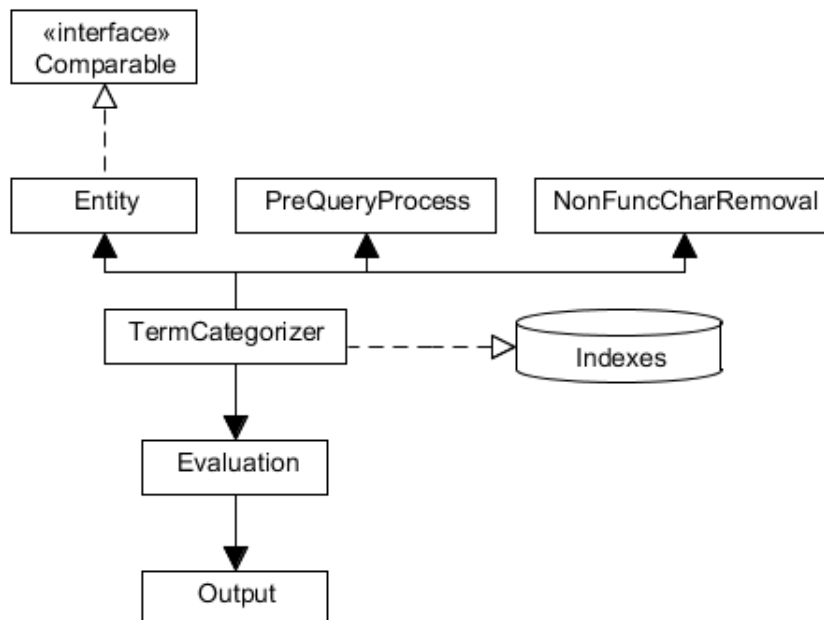 «interface»
Comparable
Entity
PreQueryProcess
NonFuncCharRemoval
TermCategorizer
Indexes
Evaluation
Output